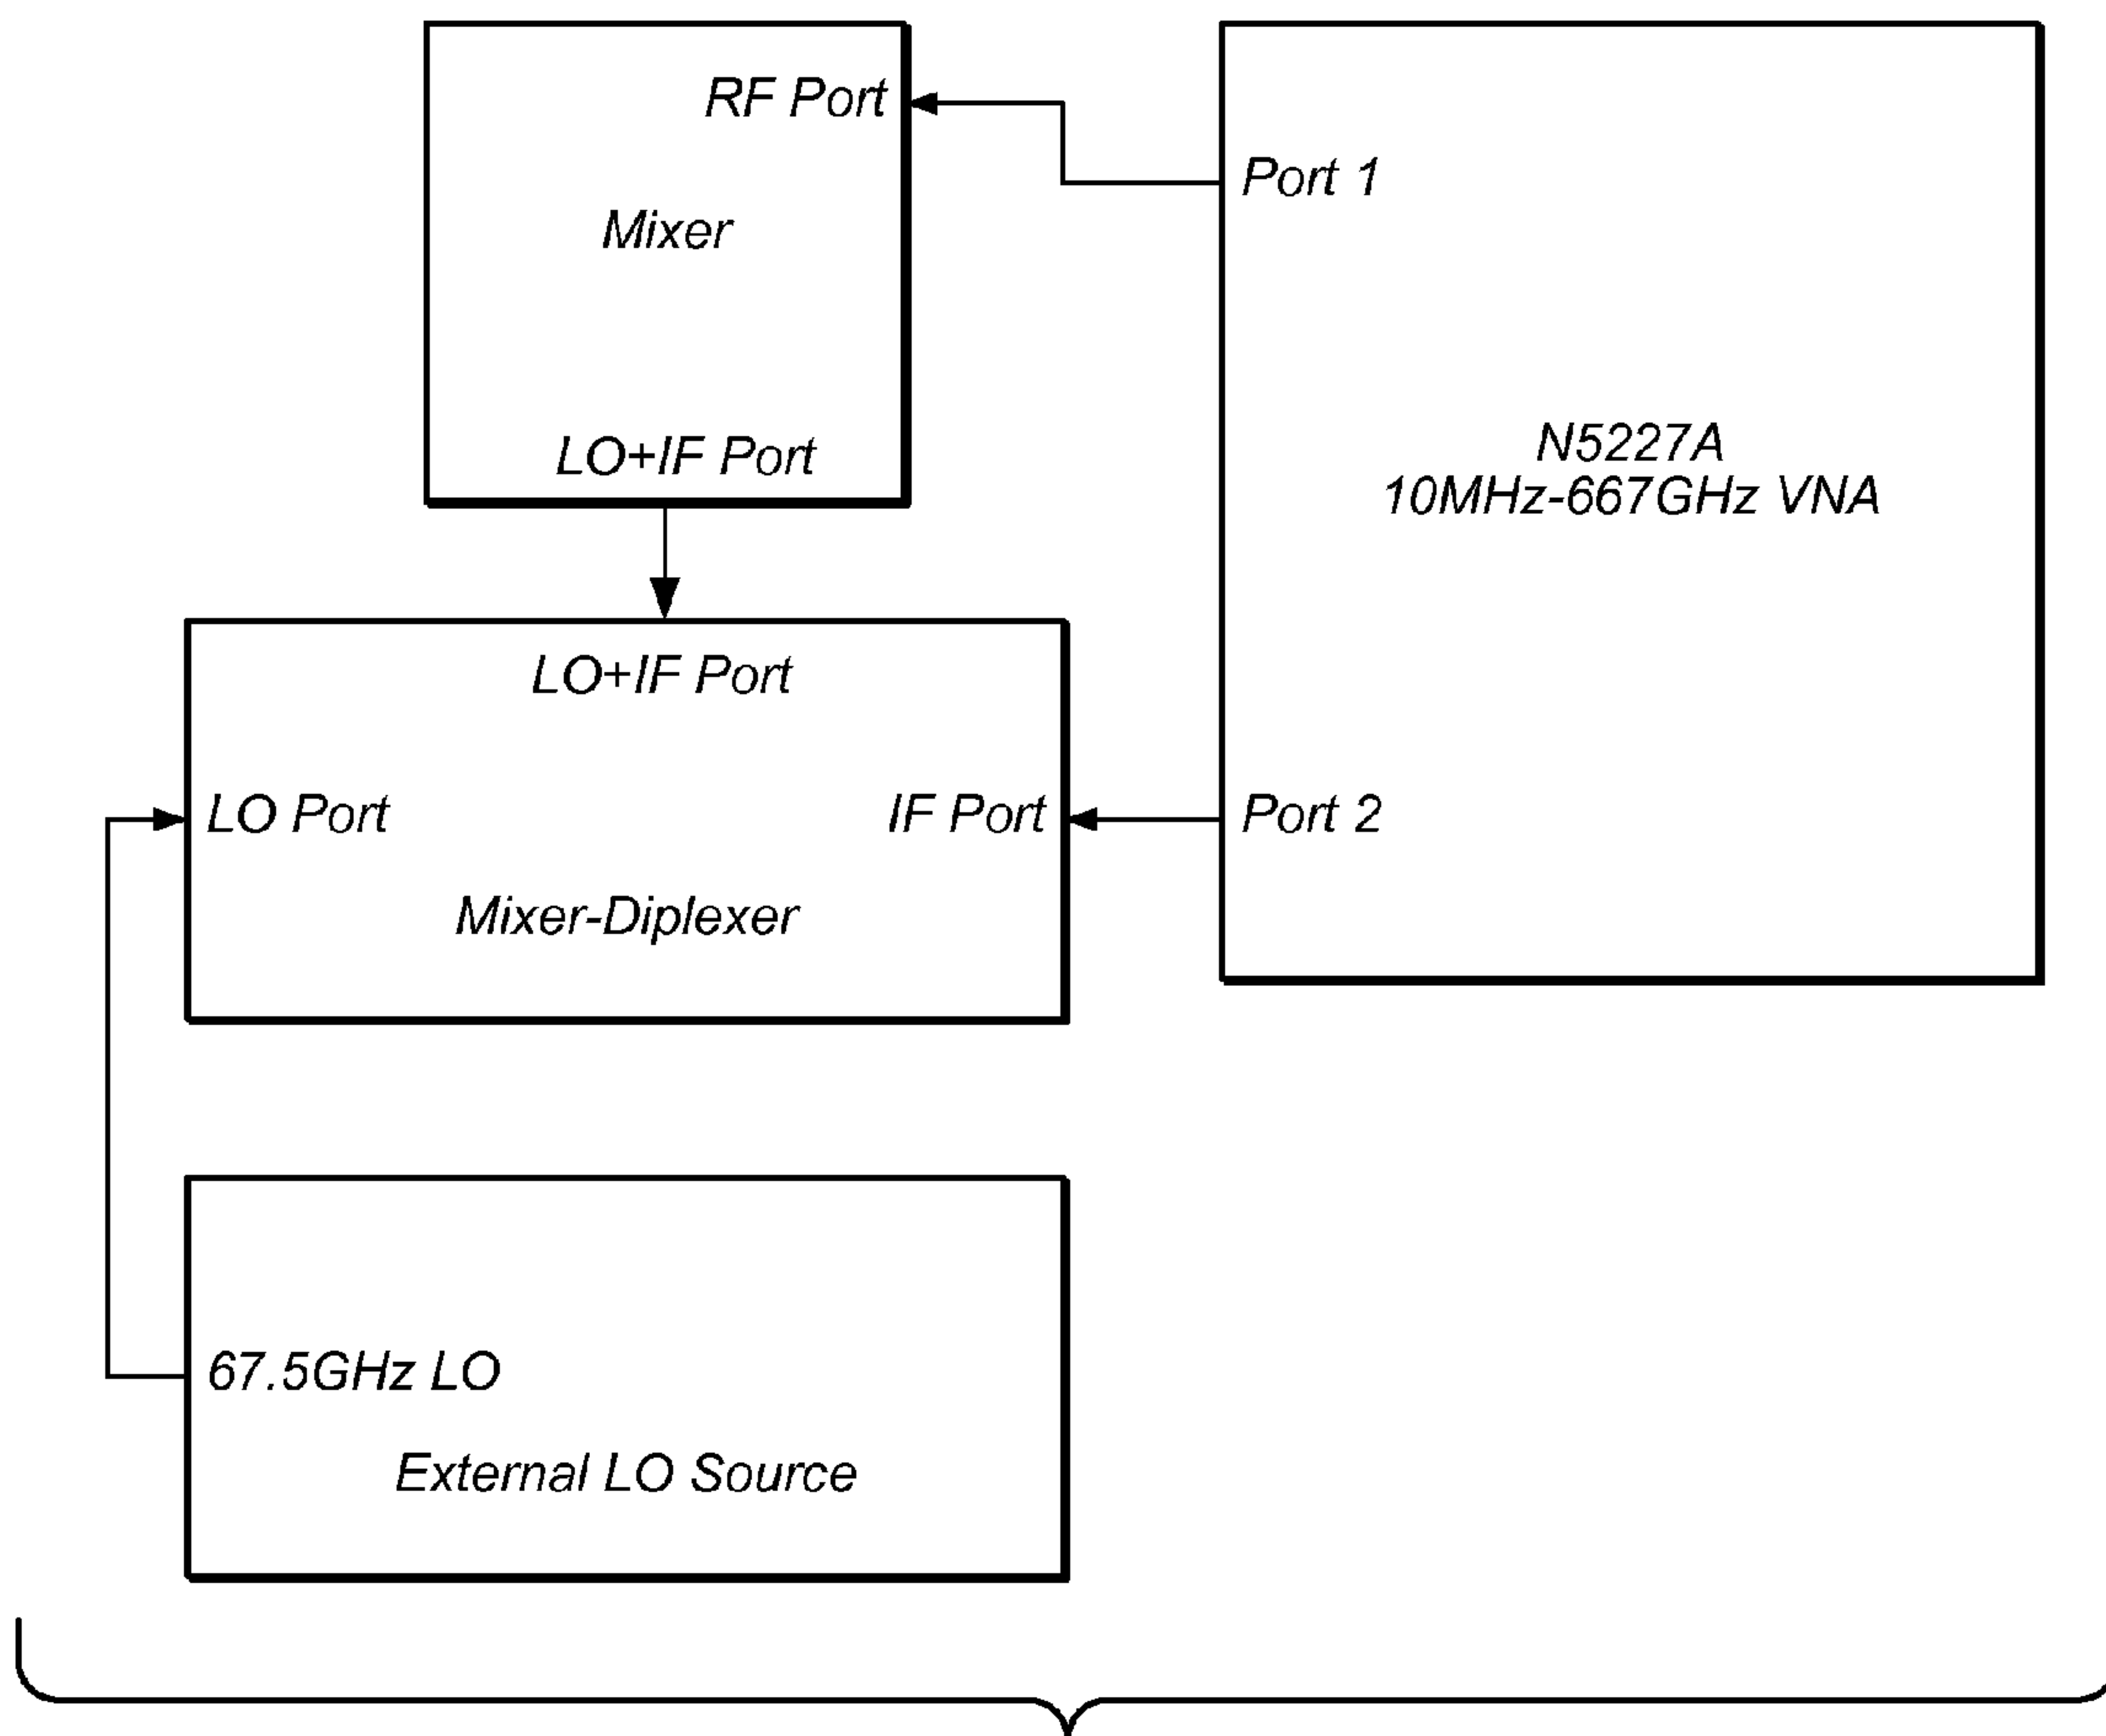 RF Port
Mixer
LO+IF Port
Port 1
N5227A
10MHz-667GHz VNA
Port 2
LO+IF Port
LO Port
IF Port
Mixer-Diplexer
67.5GHz LO
External LO Source